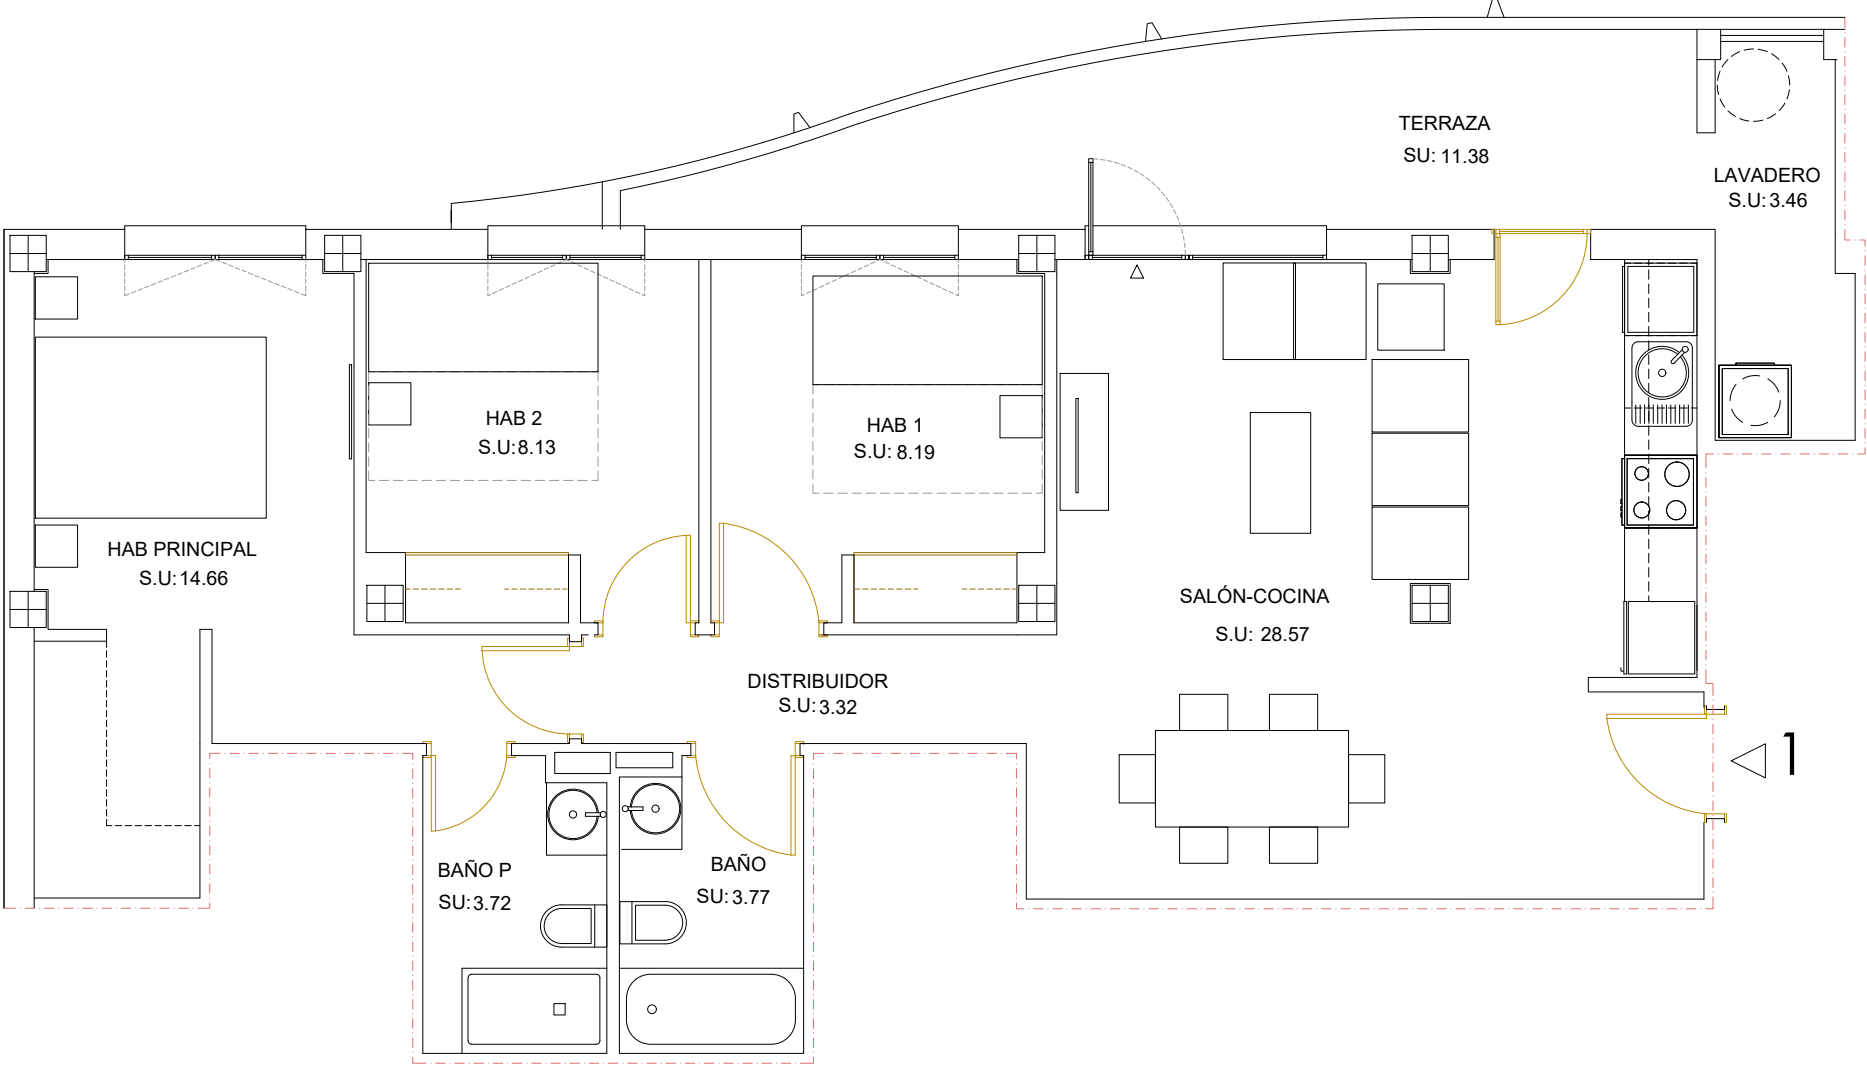 TERRAZA
SU: 11.38
LAVADERO
S.U: 3.46
HAB 2
S.U: 8.13
HAB 1
S.U: 8.19
HAB PRINCIPAL
S.U: 14.66
SALÓN-COCINA
S.U: 28.57
DISTRIBUIDOR
S.U: 3.32
1
BAÑO P
SU: 3.72
BAÑO
SU: 3.77